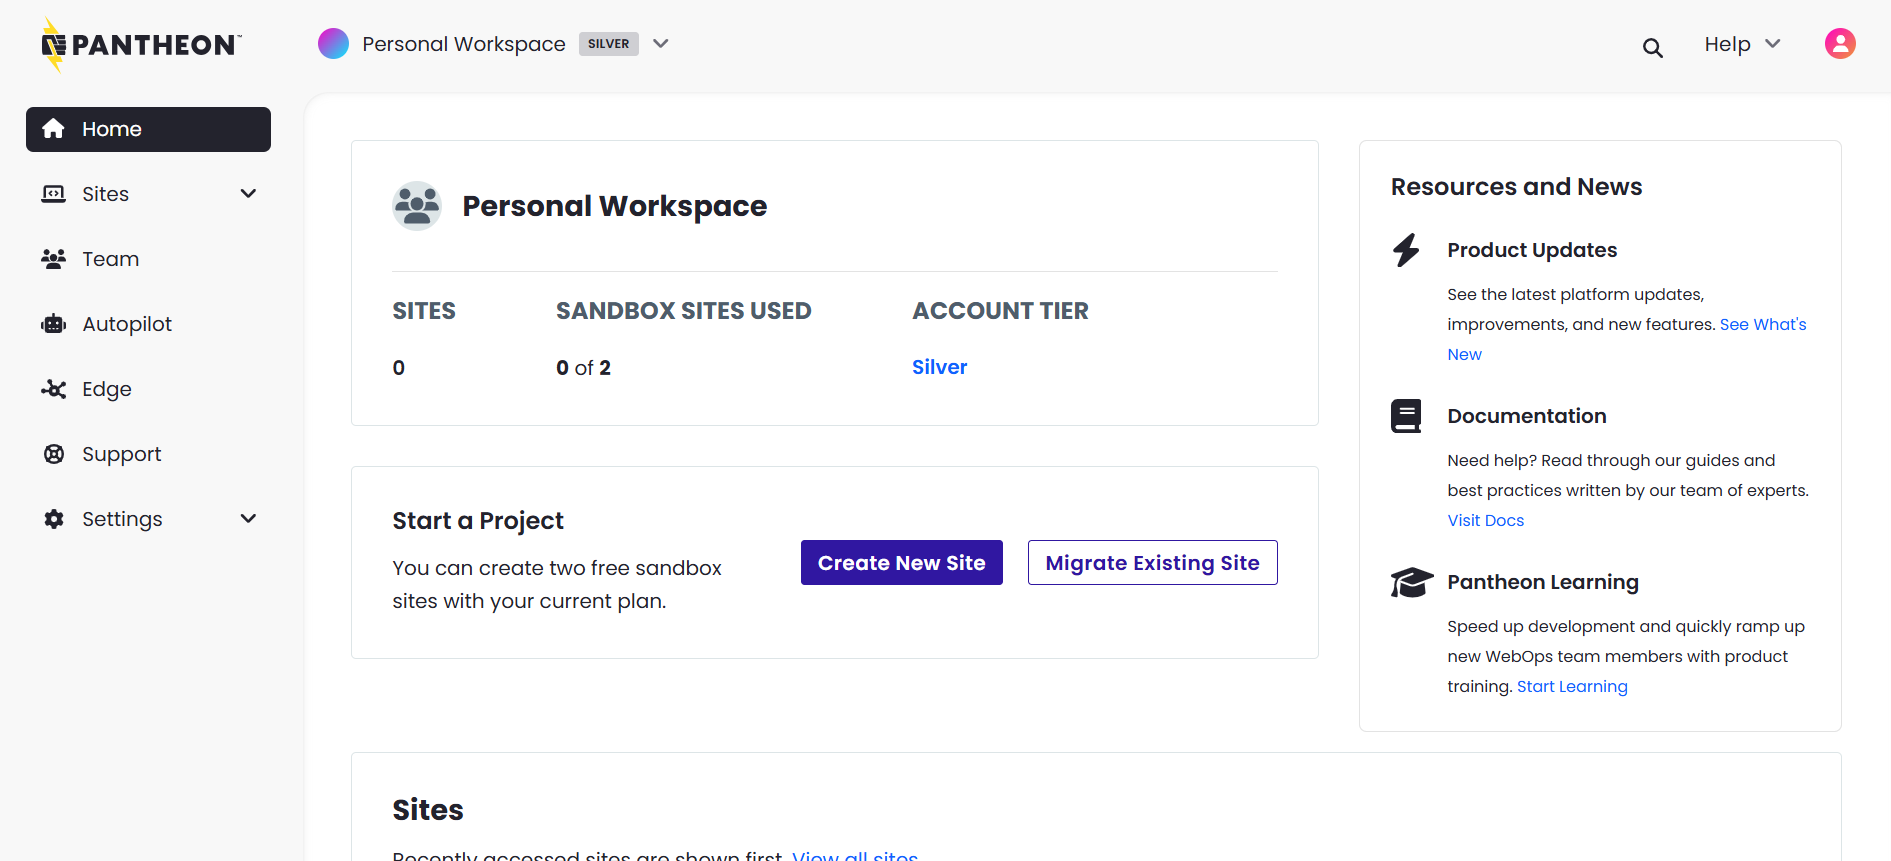 PANTHEON™
Personal Workspace SILVER
Help
Home
Sites
Team
Autopilot
Edge
Support
Settings
Personal Workspace
SITES SANDBOX SITES USED ACCOUNT TIER
0 0 of 2 Silver
Start a Project
You can create two free sandbox
sites with your current plan.
Create New Site Migrate Existing Site
Resources and News
Product Updates
See the latest platform updates,
improvements, and new features. See What's
New
Documentation
Need help? Read through our guides and
best practices written by our team of experts.
Visit Docs
Pantheon Learning
Speed up development and quickly ramp up
new WebOps team members with product
training. Start Learning
Sites
Recently accessed sites are shown first. View all sites